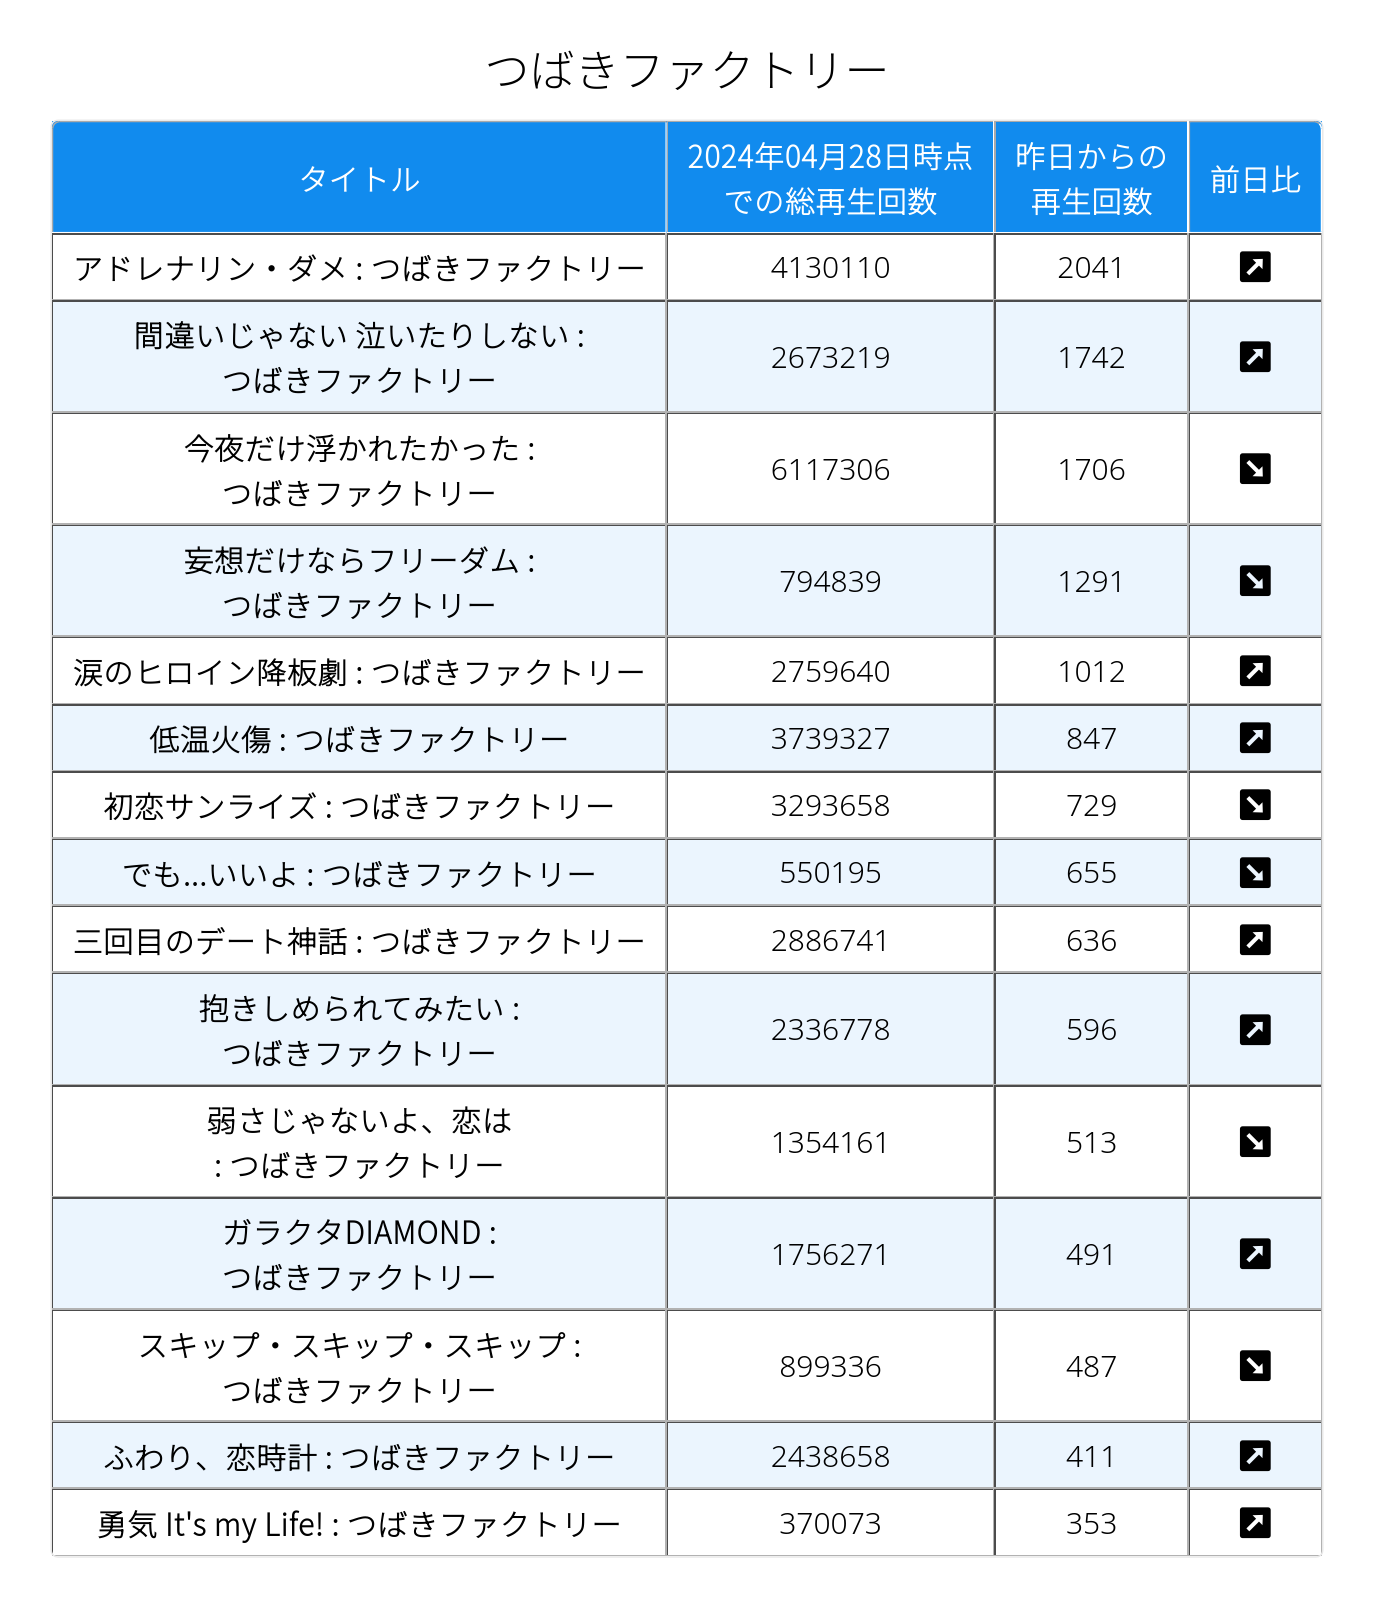 つばきファクトリー
タイトル
2024年04月28日時点
での総再生回数
昨日からの
再生回数
前日比
アドレナリン・ダメ : つばきファクトリー
4130110
2041
間違いじゃない 泣いたりしない :
つばきファクトリー
2673219
1742
今夜だけ浮かれたかった :
つばきファクトリー
6117306
1706
妄想だけならフリーダム :
つばきファクトリー
794839
1291
涙のヒロイン降板劇 : つばきファクトリー
2759640
1012
低温火傷 : つばきファクトリー
3739327
847
初恋サンライズ : つばきファクトリー
3293658
729
でも...いいよ : つばきファクトリー
550195
655
三回目のデート神話 : つばきファクトリー
2886741
636
抱きしめられてみたい :
つばきファクトリー
2336778
596
弱さじゃないよ、恋は
: つばきファクトリー
1354161
513
ガラクタDIAMOND :
つばきファクトリー
1756271
491
スキップ・スキップ・スキップ :
つばきファクトリー
899336
487
ふわり、恋時計 : つばきファクトリー
2438658
411
勇気 It's my Life! : つばきファクトリー
370073
353